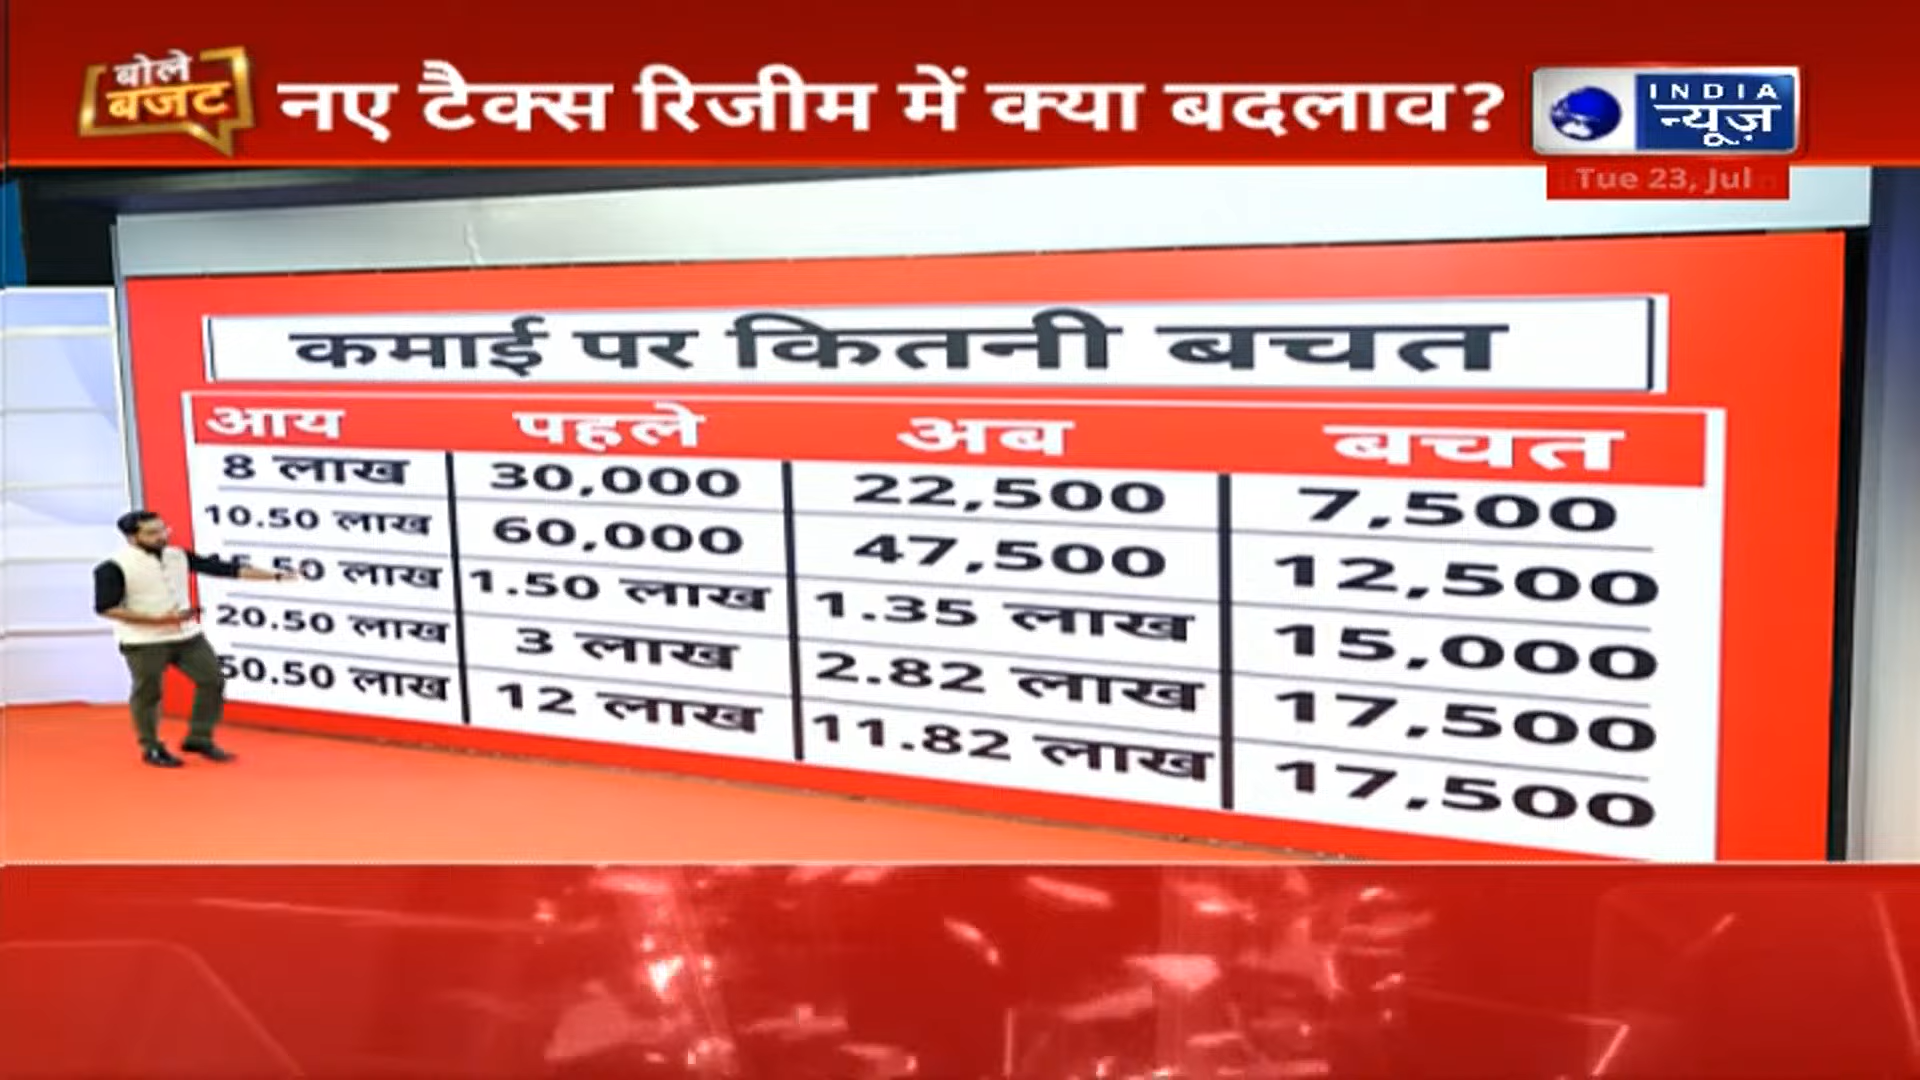 बोले
बजट
नए टैक्स रिजीम में क्या बदलाव?
INDIA
न्यूज़
Tue 23, Jul
कमाई पर कितनी बचत
आय पहले अब बचत
8 लाख 30,000 22,500 7,500
10.50 लाख 60,000 47,500 12,500
लाख 1.50 लाख 1.35 लाख 15,000
20.50 लाख 3 लाख 2.82 लाख 17,500
50.50 लाख 12 लाख 11.82 लाख 17,500